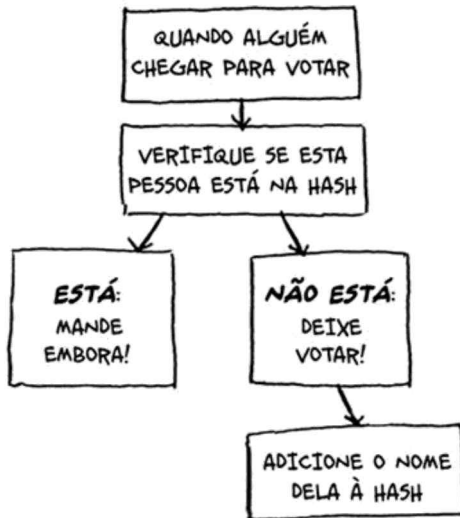 QUANDO ALGUÉM
CHEGAR PARA VOTAR
VERIFIQUE SE ESTA
PESSOA ESTÁ NA HASH
ESTÁ:
MANDE
EMBORA!
NÃO ESTÁ:
DEIXE
VOTAR!
ADICIONE O NOME
DELA À HASH